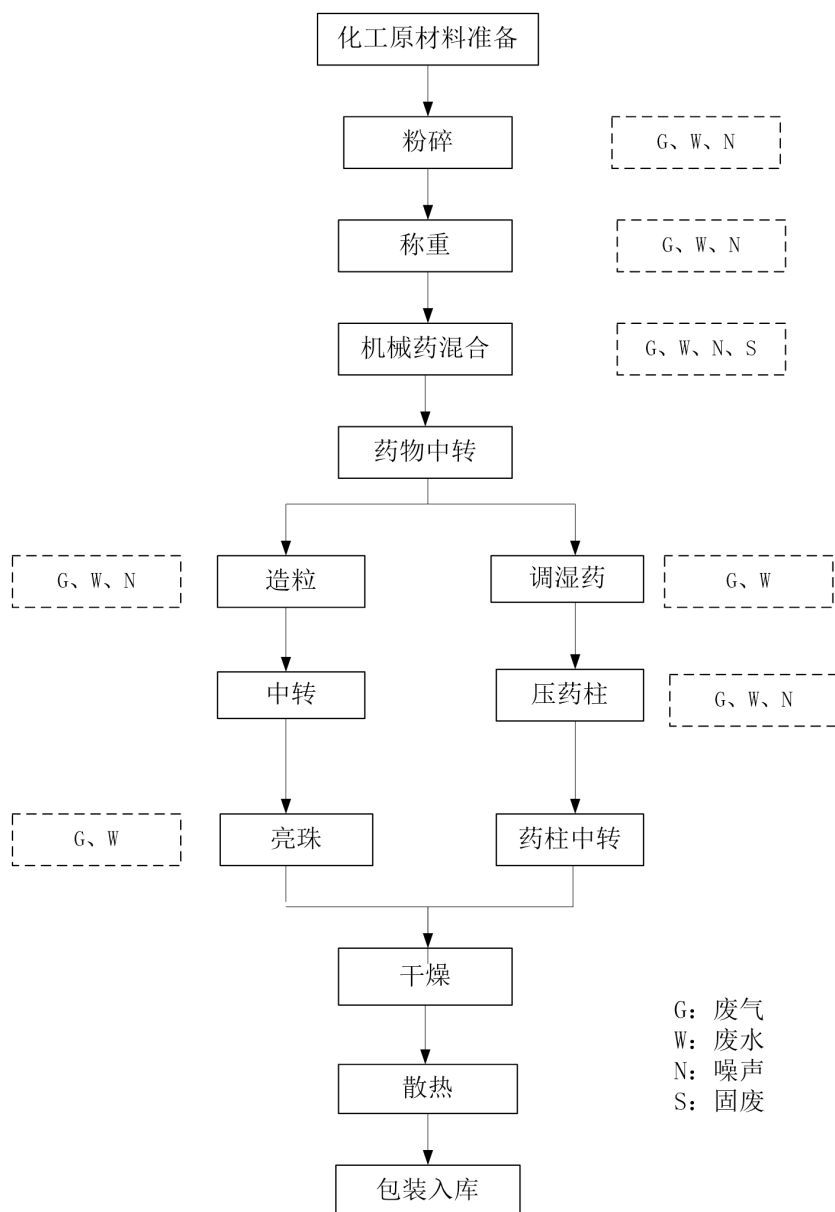 化工原材料准备
粉碎
G、W、N
称重
G、W、N
机械药混合
G、W、N、S
药物中转
G、W、N
造粒
调湿药
G、W
中转
压药柱
G、W、N
G、W
亮珠
药柱中转
干燥
G：废气
W：废水
N：噪声
S：固废
散热
包装入库